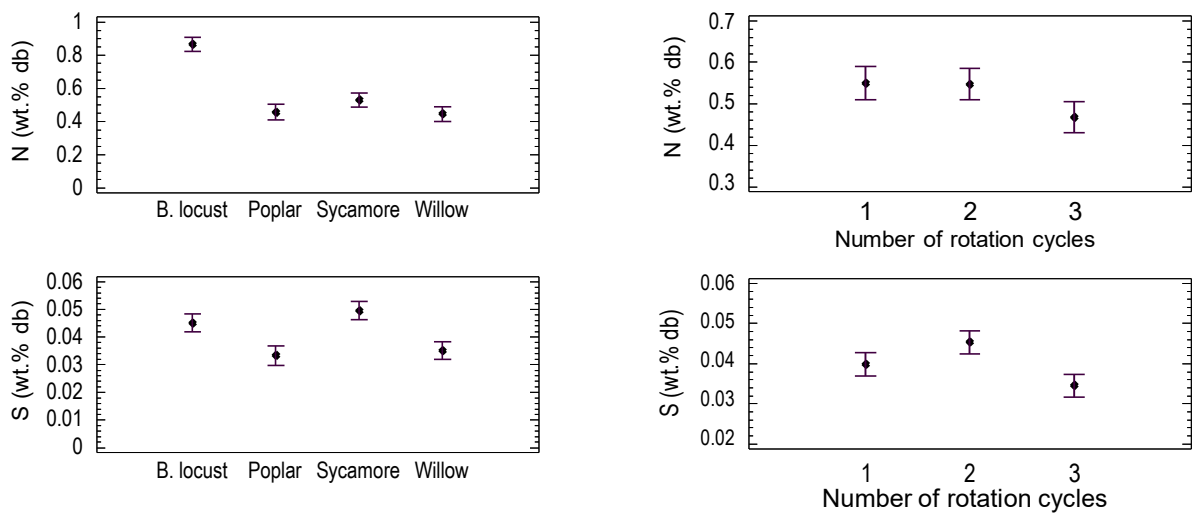 N (wt.% db)
1
0.8
0.6
0.4
0.2
0
B. locust Poplar Sycamore Willow
N (wt.% db)
0.7
0.6
0.5
0.4
0.3
1 2 3
Number of rotation cycles
S (wt.% db)
0.06
0.05
0.04
0.03
0.02
0.01
0
B. locust Poplar Sycamore Willow
S (wt.% db)
0.06
0.05
0.04
0.03
0.02
1 2 3
Number of rotation cycles